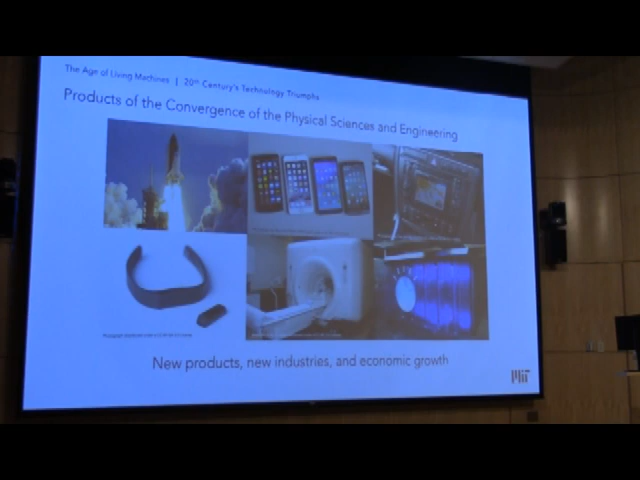 The Age of Living Machines | 20th Century's Technology Triumphs
Products of the Convergence of the Physical Sciences and Engineering
New products, new industries, and economic growth
MIT